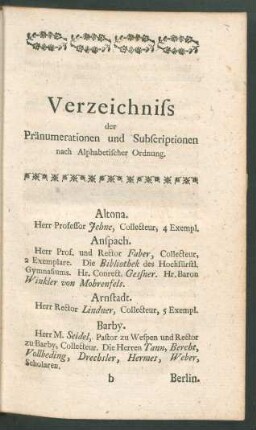 Verzeichniſs
der
Pränumerationen und Subſcriptionen
nach Alphabetiſcher Ordnung.
Altona.
Herr Profeſſor Jehne, Collecteur, 4 Exempl.
Anſpach.
Herr Prof. und Rector Faber, Collecteur,
2 Exemplare. Die Bibliothek des Hochfürſtl.
Gymnaſiums. Hr. Conrect. Geſſner. Hr. Baron
Winkler von Mohrenfels.
Arnſtadt.
Herr Rector Lindner, Collecteur, 5 Exempl.
Barby.
Herr M. Seidel, Paſtor zu Weſpen und Rector
zu Barby, Collecteur. Die Herren Tann, Bercht,
Vollbeding, Drechsler, Hermes, Weber,
Scholaren.
b Berlin.